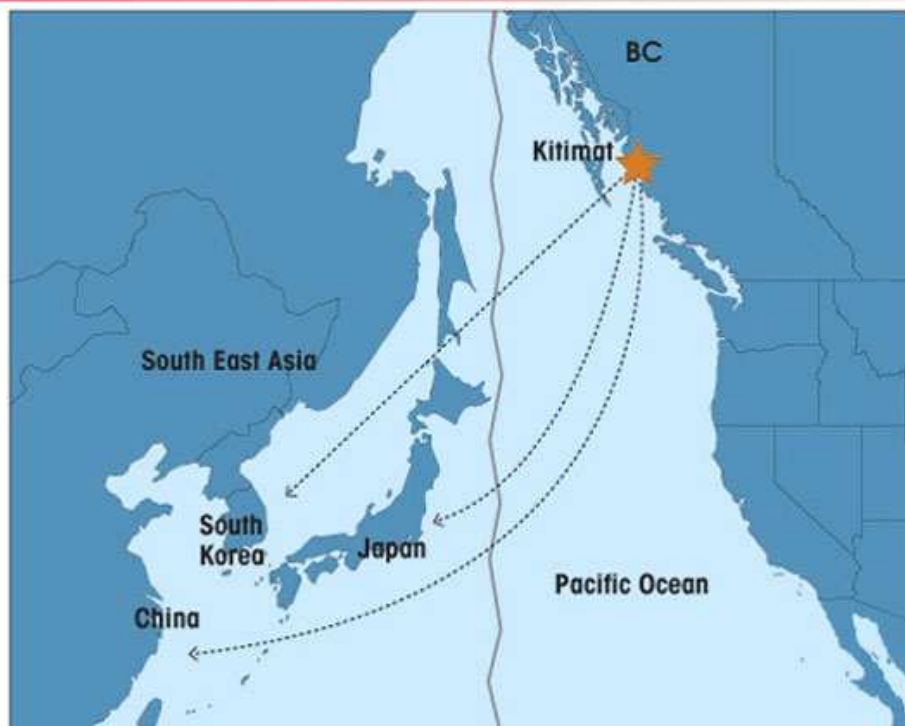 BC
Kitimat
South East Asia
South
Korea
Japan
Pacific Ocean
China